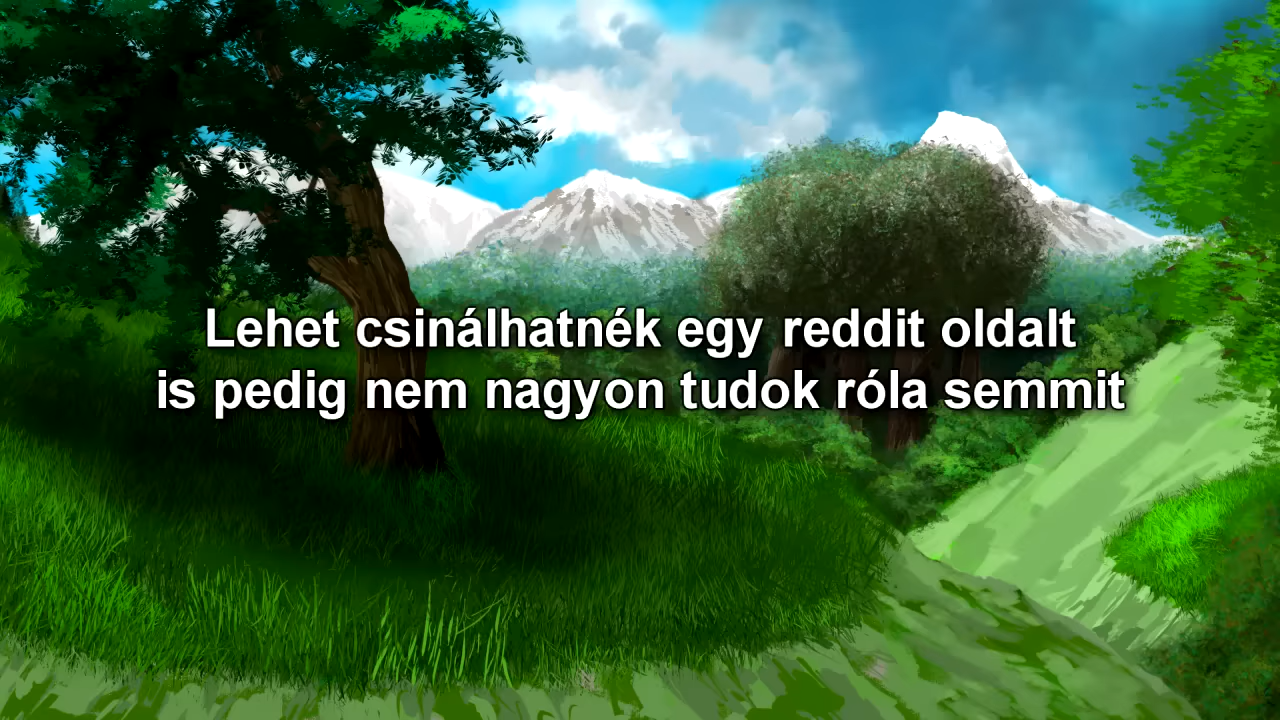 Lehet csinálhatnék egy reddit oldalt
is pedig nem nagyon tudok róla semmit